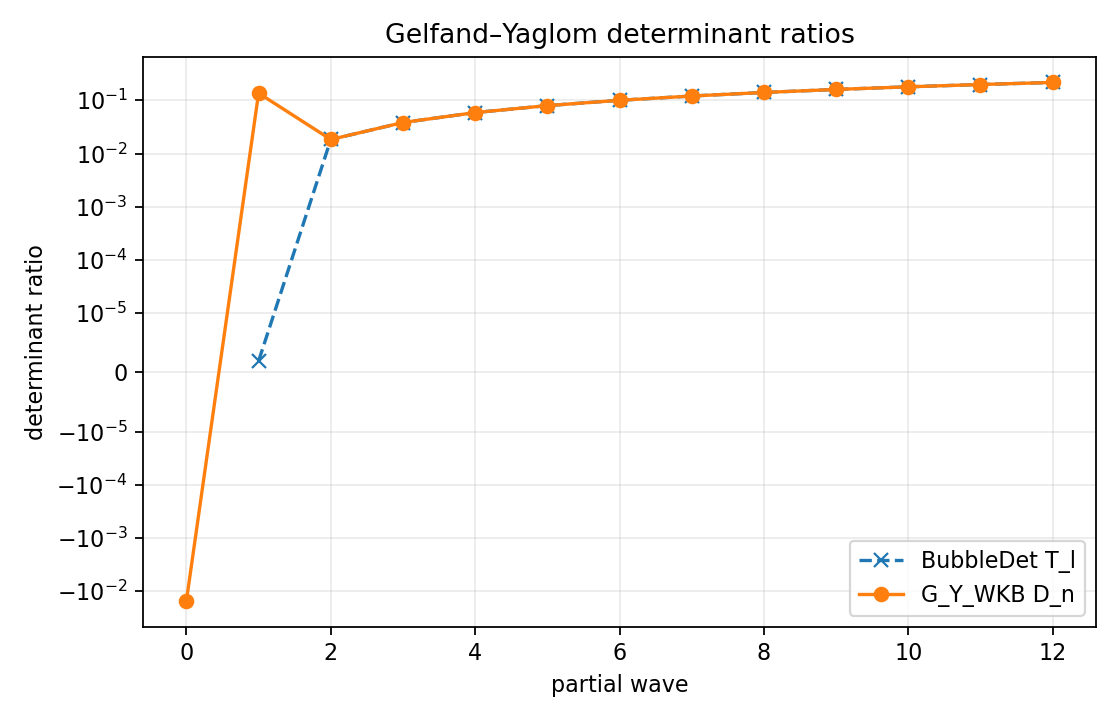 Gelfand–Yaglom determinant ratios
determinant ratio
10⁻¹
10⁻²
10⁻³
10⁻⁴
10⁻⁵
0
−10⁻⁵
−10⁻⁴
−10⁻³
−10⁻²
BubbleDet T_l
G_Y_WKB D_n
0 2 4 6 8 10 12
partial wave